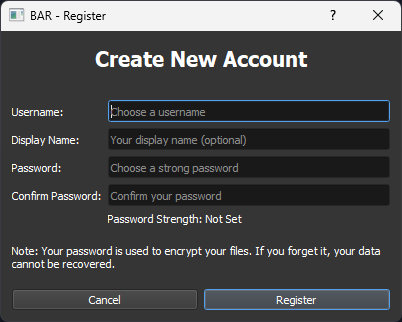 BAR - Register
Create New Account
Username: Choose a username
Display Name: Your display name (optional)
Password: Choose a strong password
Confirm Password: Confirm your password
Password Strength: Not Set
Note: Your password is used to encrypt your files. If you forget it, your data
cannot be recovered.
Cancel Register